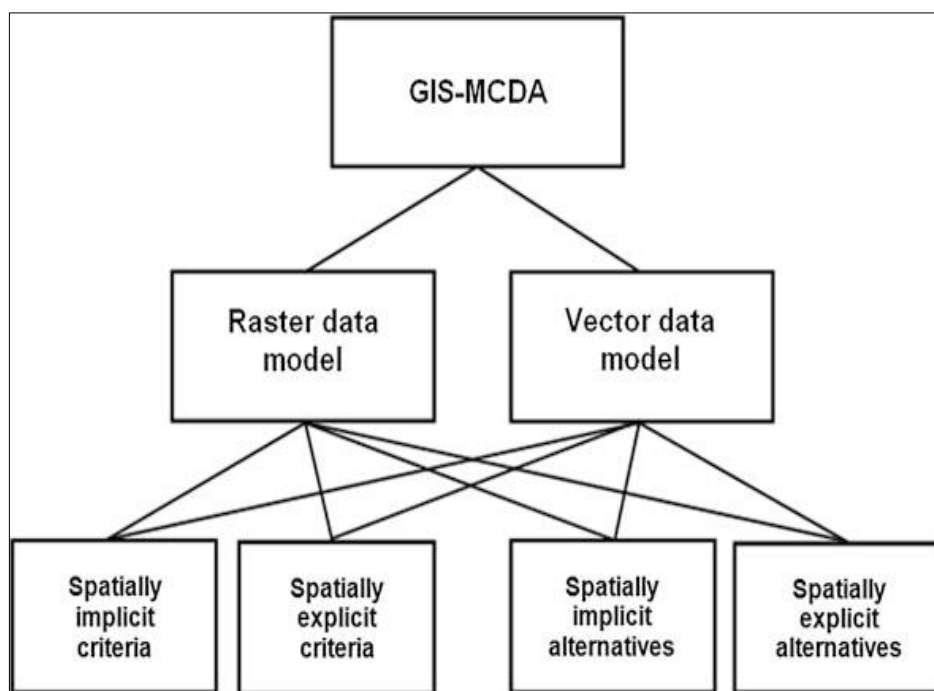 GIS-MCDA
Raster data
model
Vector data
model
Spatially
implicit
criteria
Spatially
explicit
criteria
Spatially
implicit
alternatives
Spatially
explicit
alternatives